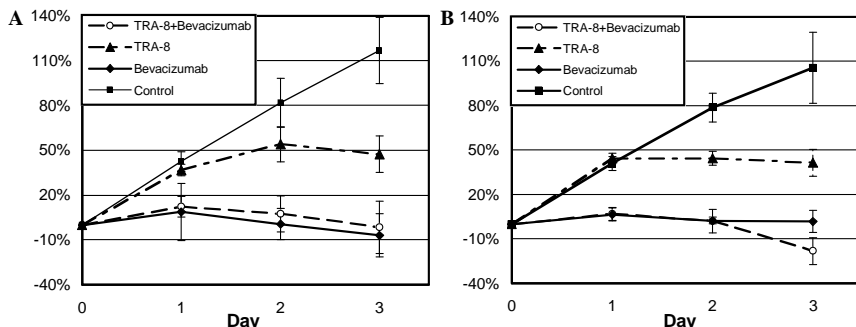 A
140%
110%
80%
50%
20%
-10%
-40%
TRA-8+Bevacizumab
TRA-8
Bevacizumab
Control
0
1
2
3
Day
B
140%
110%
80%
50%
20%
-10%
-40%
TRA-8+Bevacizumab
TRA-8
Bevacizumab
Control
0
1
2
3
Day